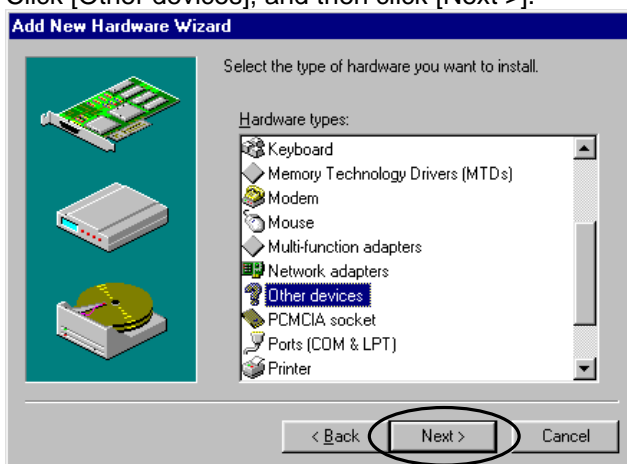 Click [Other devices], and then click [Next >].
Add New Hardware Wizard
Select the type of hardware you want to install.
Hardware types:
Keyboard
Memory Technology Drivers (MTDs)
Modem
Mouse
Multi-function adapters
Network adapters
Other devices
PCMCIA socket
Ports (COM & LPT)
Printer
< Back
Next >
Cancel